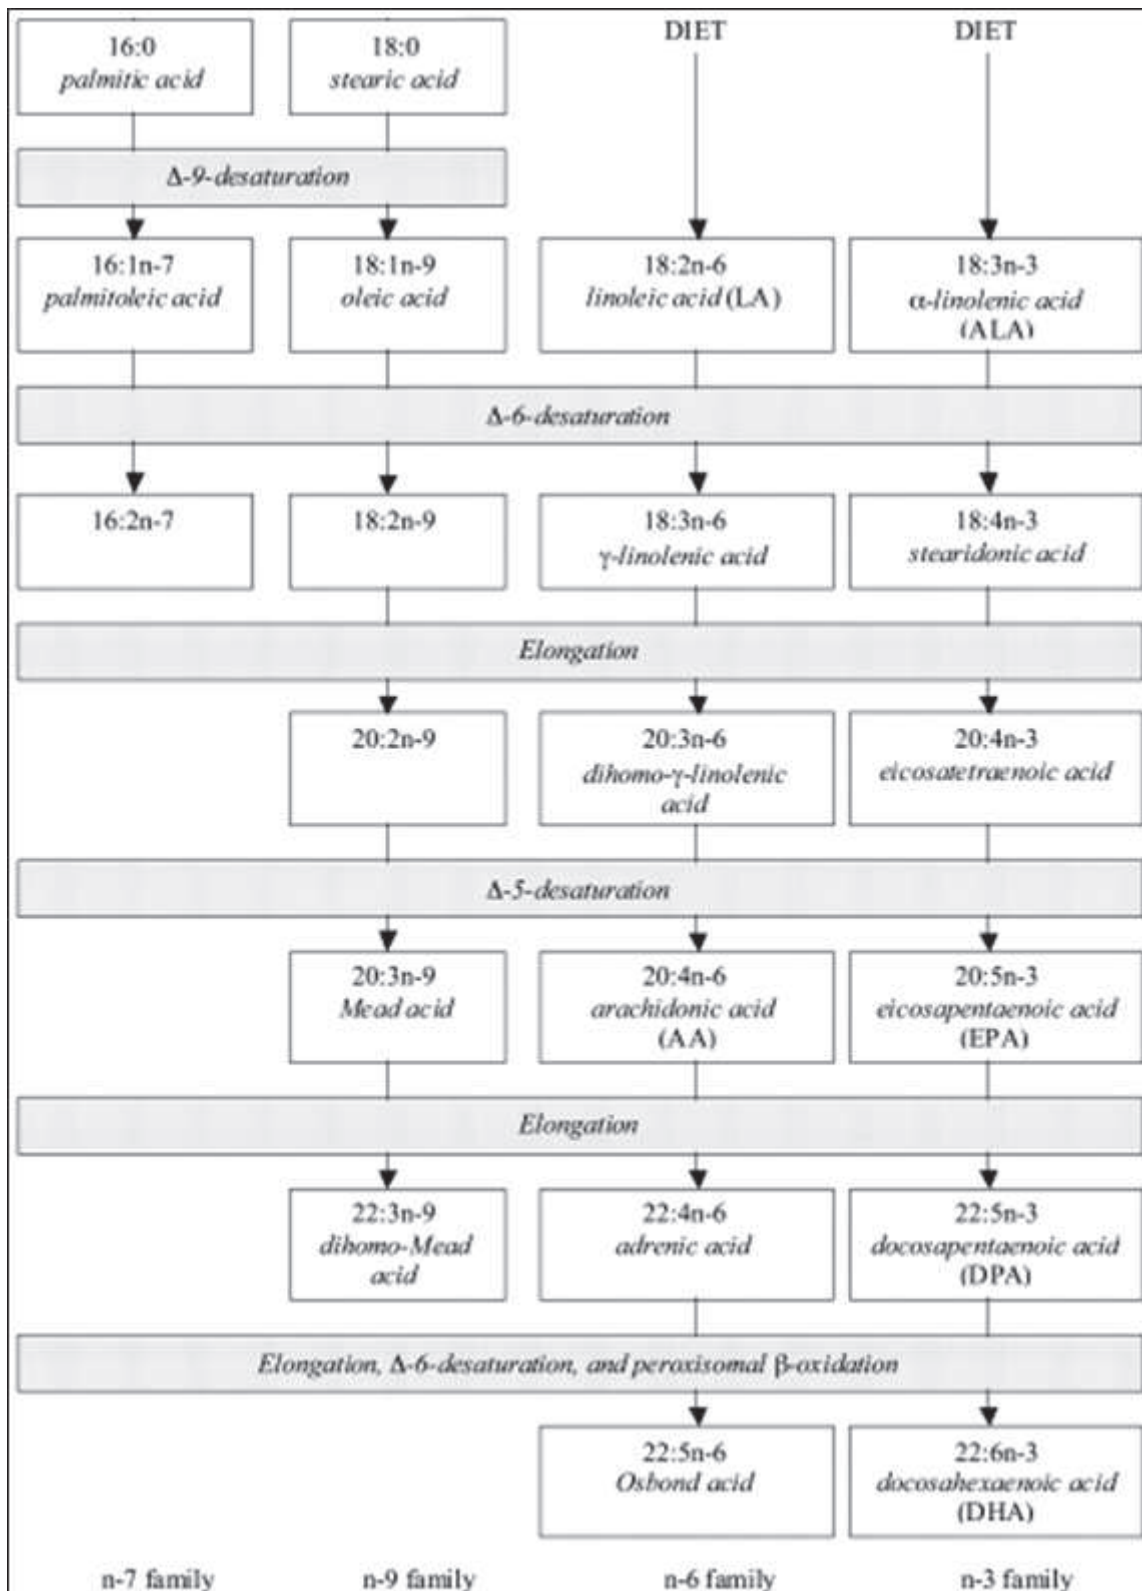 16:0
palmitic acid
18:0
stearic acid
DIET
DIET
Δ-9-desaturation
16:1n-7
palmitoleic acid
18:1n-9
oleic acid
18:2n-6
linoleic acid (LA)
18:3n-3
α-linolenic acid
(ALA)
Δ-6-desaturation
16:2n-7
18:2n-9
18:3n-6
γ-linolenic acid
18:4n-3
stearidonic acid
Elongation
20:2n-9
20:3n-6
dihomo-γ-linolenic
acid
20:4n-3
eicosatetraenoic acid
Δ-5-desaturation
20:3n-9
Mead acid
20:4n-6
arachidonic acid
(AA)
20:5n-3
eicosapentaenoic acid
(EPA)
Elongation
22:3n-9
dihomo-Mead
acid
22:4n-6
adrenic acid
22:5n-3
docosapentaenoic acid
(DPA)
Elongation, Δ-6-desaturation, and peroxisomal β-oxidation
22:5n-6
Osbond acid
22:6n-3
docosahexaenoic acid
(DHA)
n-7 family
n-9 family
n-6 family
n-3 family